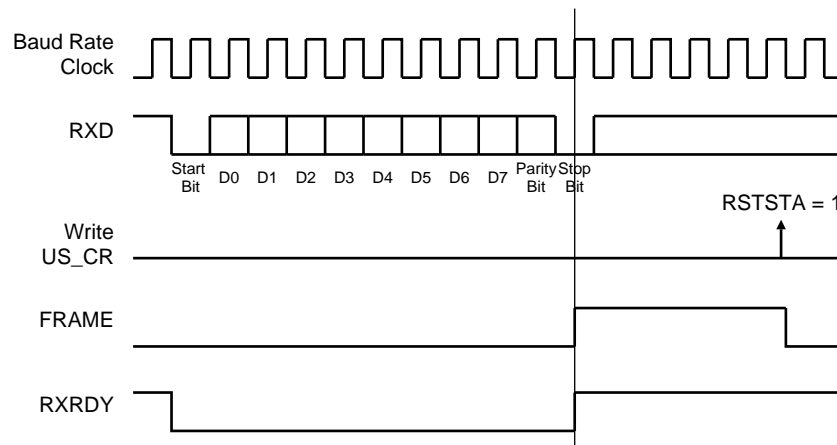 Baud Rate
Clock
RXD
Start
Bit
D0
D1
D2
D3
D4
D5
D6
D7
Parity
Bit
Stop
Bit
RSTSTA = 1
Write
US_CR
FRAME
RXRDY